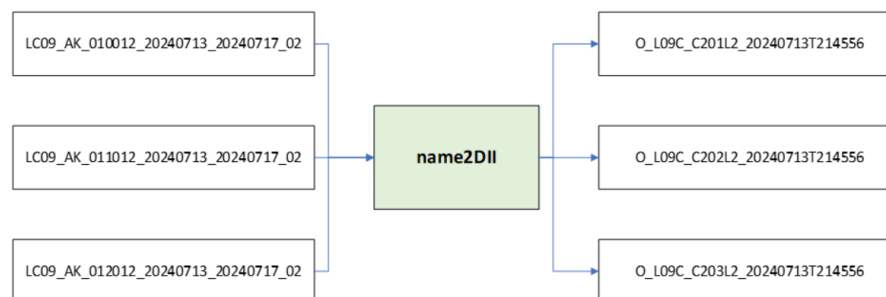 LC09_AK_010012_20240713_20240717_02
O_L09C_C201L2_20240713T214556
LC09_AK_011012_20240713_20240717_02
name2DII
O_L09C_C202L2_20240713T214556
LC09_AK_012012_20240713_20240717_02
O_L09C_C203L2_20240713T214556